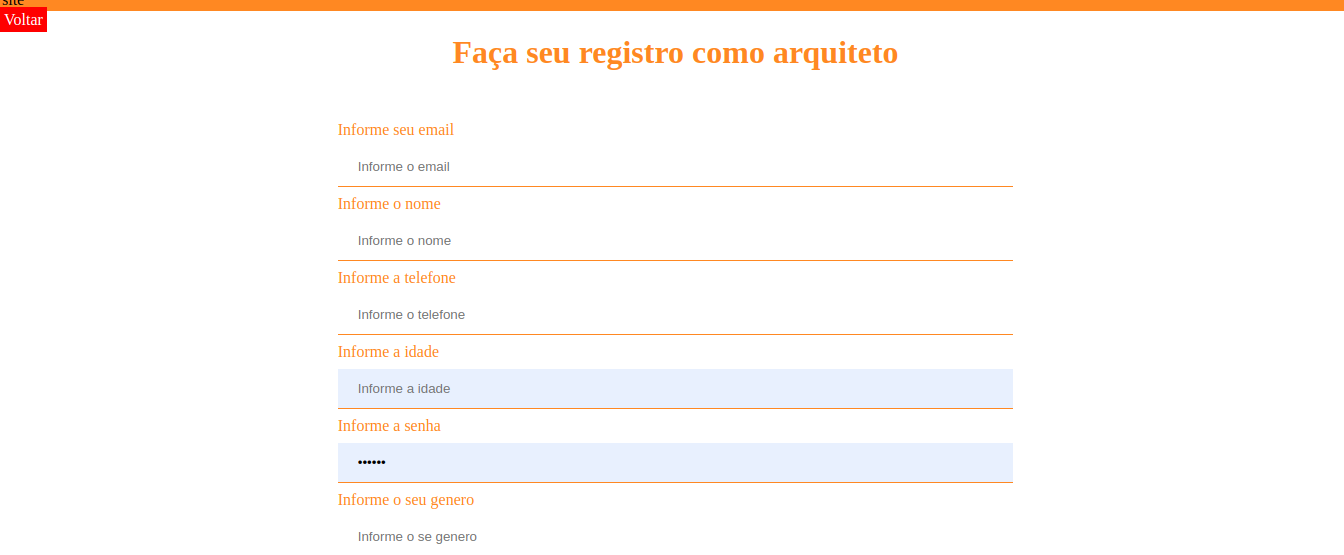 site
Voltar
Faça seu registro como arquiteto
Informe seu email
Informe o email
Informe o nome
Informe o nome
Informe a telefone
Informe o telefone
Informe a idade
Informe a idade
Informe a senha
••••••
Informe o seu genero
Informe o se genero